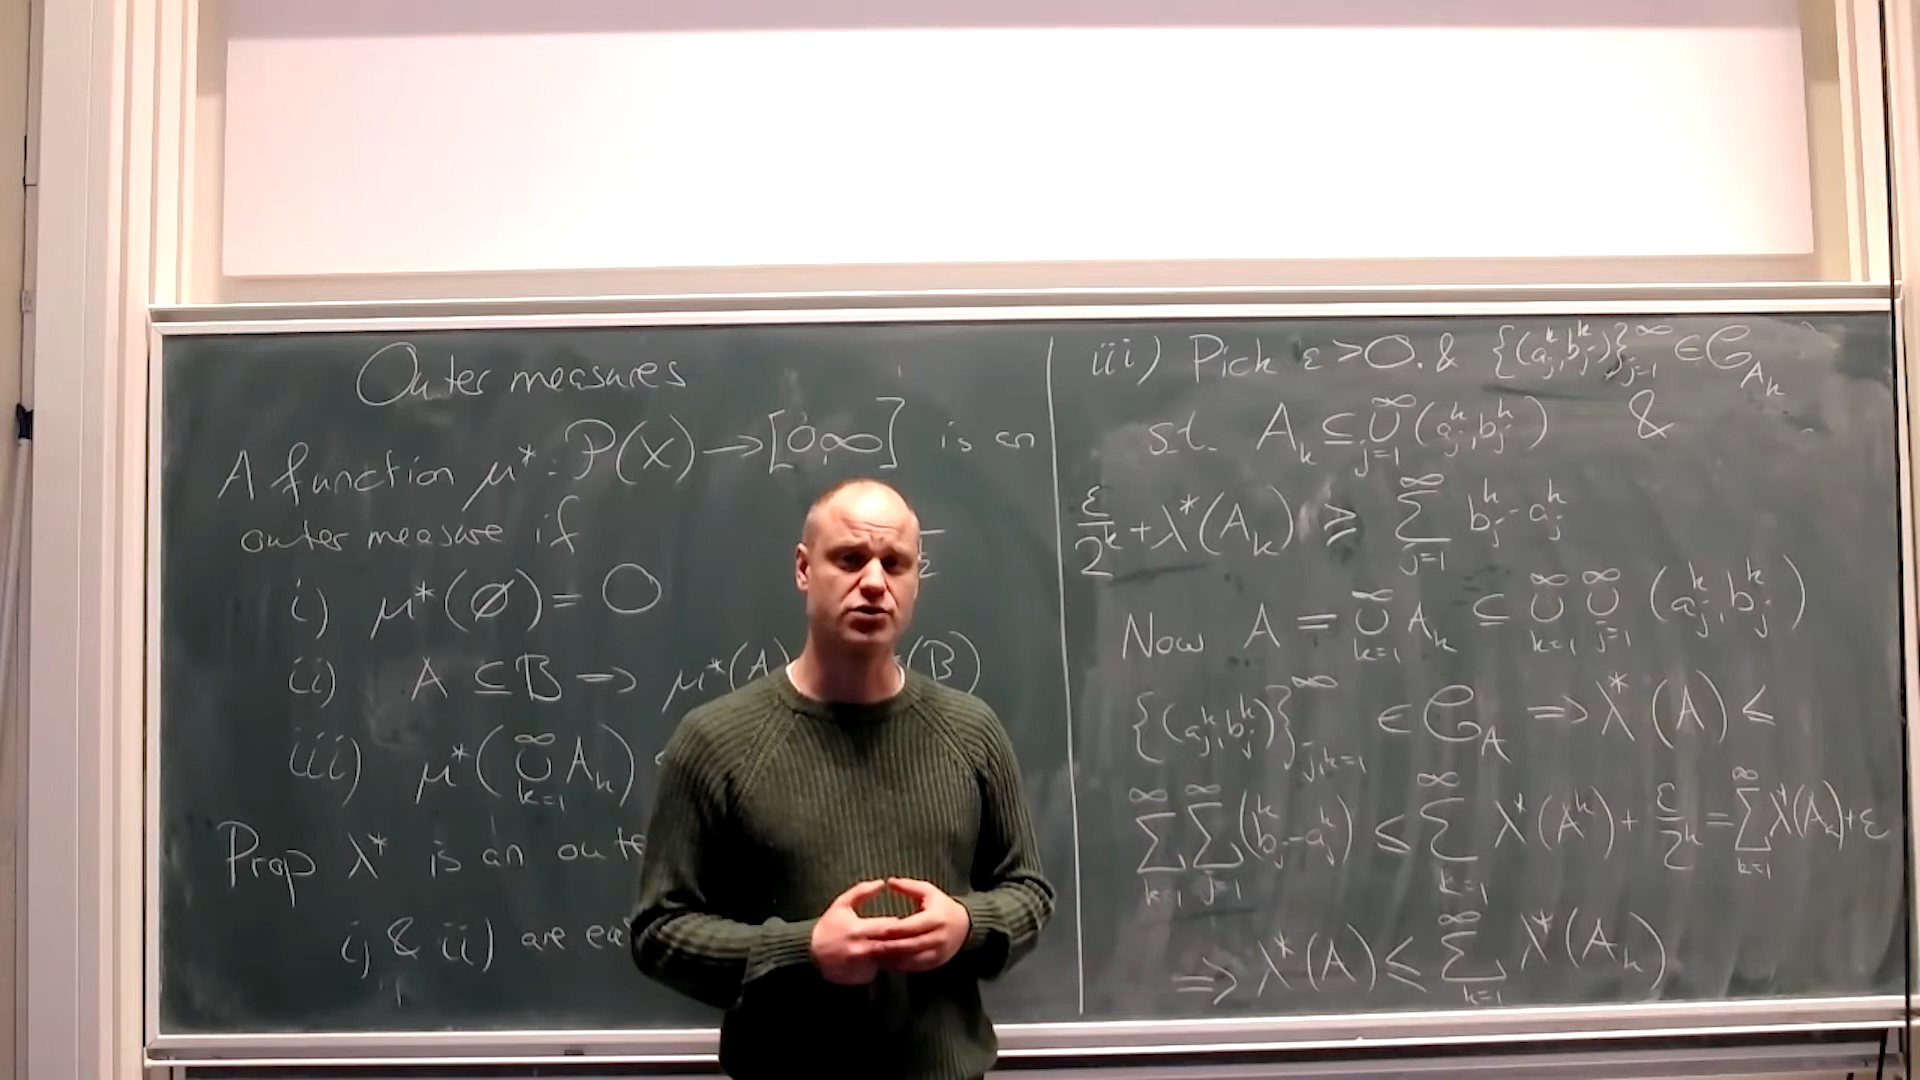 Outer measures
A function μ*: P(X) → [0,∞] is an
outer measure if
i) μ*(∅) = 0
ii) A ⊆ B → μ*(A) (B)
iii) μ*(⋃_{k=1}^∞ A_k)
Prop λ* is an
i, & ii) are
iii) Pick ε > 0. & {(a_j^k, b_j^k)}_{j=1}^∞ ∈ C_{A_k}
s.t. A_k ⊆ ⋃_{j=1}^∞ (a_j^k, b_j^k) &
ε/2^k + λ*(A_k) ≥ ∑_{j=1}^∞ b_j^k - a_j^k
Now A = ⋃_{k=1}^∞ A_k ⊆ ⋃_{k=1}^∞ ⋃_{j=1}^∞ (a_j^k, b_j^k)
{(a_j^k, b_j^k)}_{j,k=1}^∞ ∈ C_A ⇒ λ*(A) ≤
∑_{k=1}^∞ ∑_{j=1}^∞ (b_j^k - a_j^k) ≤ ∑_{k=1}^∞ λ*(A^k) + ε/2^k = ∑_{k=1}^∞ λ*(A_k) + ε
⇒ λ*(A) ≤ ∑_{k=1}^∞ λ*(A_k)